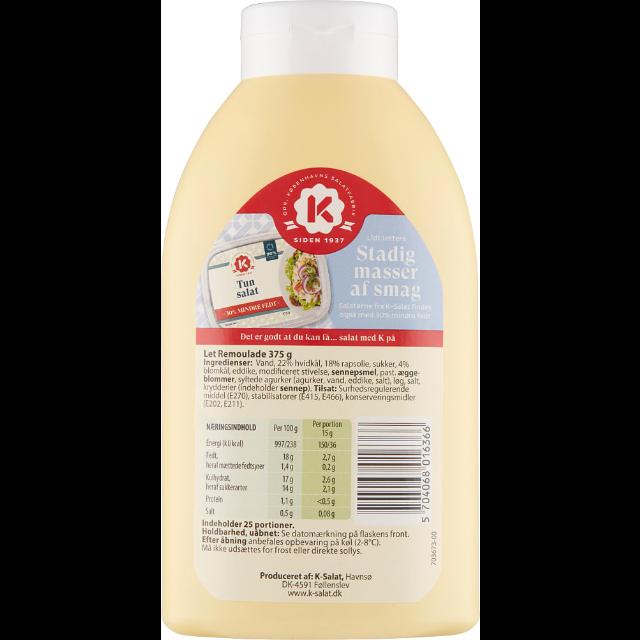 OPR. KØBENHAVNS SALATFABRIK
K
SIDEN 1937
Lidt lettere
Stadig
masser
af smag
Salaterne fra K-Salat findes
også med 30% mindre fedt
K
30%
Tun
salat
30% MINDRE FEDT
Det er godt at du kan få... salat med K på
Let Remoulade 375 g
Ingredienser: Vand, 22% hvidkål, 18% rapsolie, sukker, 4%
blomkål, eddike, modificeret stivelse, sennepsmel, past. ægge-
blommer, syltede agurker (agurker, vand, eddike, salt), løg, salt,
krydderier (indeholder sennep). Tilsat: Surhedsregulerende
middel (E270), stabilisatorer (E415, E466), konserveringsmidler
(E202, E211).
NÆRINGSINDHOLD Per 100 g Per portion 15 g
Energi (kJ/kcal) 997/238 150/36
Fedt, 18 g 2,7 g
heraf mættede fedtsyrer 1,4 g 0,2 g
Kulhydrat, 17 g 2,6 g
heraf sukkerarter 14 g 2,1 g
Protein 1,1 g <0,5 g
Salt 0,5 g 0,08 g
5 704068 016366
703673-00
Indeholder 25 portioner.
Holdbarhed, uåbnet: Se datomærkning på flaskens front.
Efter åbning anbefales opbevaring på køl (2-8°C).
Må ikke udsættes for frost eller direkte sollys.
Produceret af: K-Salat, Havnsø
DK-4591 Føllenslev
www.k-salat.dk